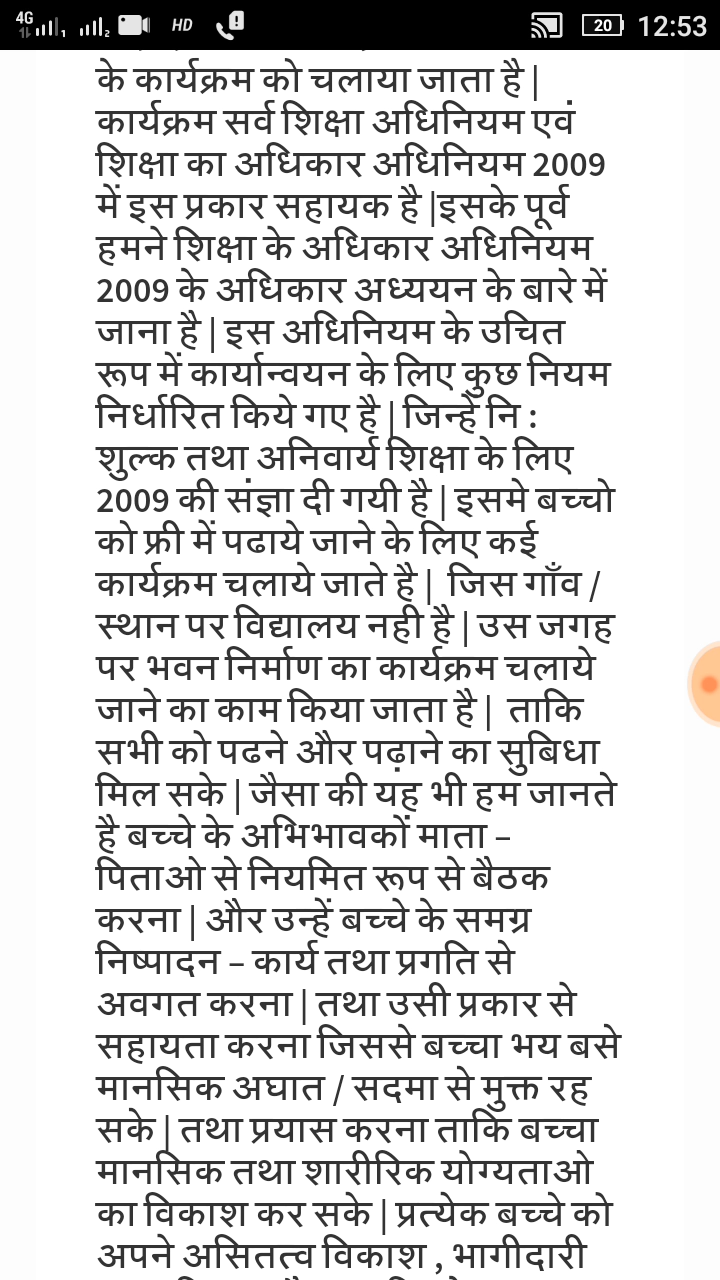 4G 1 2 HD 20 12:53
के कार्यक्रम को चलाया जाता है |
कार्यक्रम सर्व शिक्षा अधिनियम एवं
शिक्षा का अधिकार अधिनियम 2009
में इस प्रकार सहायक है |इसके पूर्व
हमने शिक्षा के अधिकार अधिनियम
2009 के अधिकार अध्ययन के बारे में
जाना है | इस अधिनियम के उचित
रूप में कार्यान्वयन के लिए कुछ नियम
निर्धारित किये गए है | जिन्हें नि :
शुल्क तथा अनिवार्य शिक्षा के लिए
2009 की संज्ञा दी गयी है | इसमे बच्चो
को फ्री में पढाये जाने के लिए कई
कार्यक्रम चलाये जाते है | जिस गाँव /
स्थान पर विद्यालय नही है | उस जगह
पर भवन निर्माण का कार्यक्रम चलाये
जाने का काम किया जाता है | ताकि
सभी को पढने और पढ़ाने का सुबिधा
मिल सके | जैसा की यह भी हम जानते
है बच्चे के अभिभावकों माता –
पिताओ से नियमित रूप से बैठक
करना | और उन्हें बच्चे के समग्र
निष्पादन – कार्य तथा प्रगति से
अवगत करना | तथा उसी प्रकार से
सहायता करना जिससे बच्चा भय बसे
मानसिक अघात / सदमा से मुक्त रह
सके | तथा प्रयास करना ताकि बच्चा
मानसिक तथा शारीरिक योग्यताओ
का विकाश कर सके | प्रत्येक बच्चे को
अपने असितत्व विकाश , भागीदारी